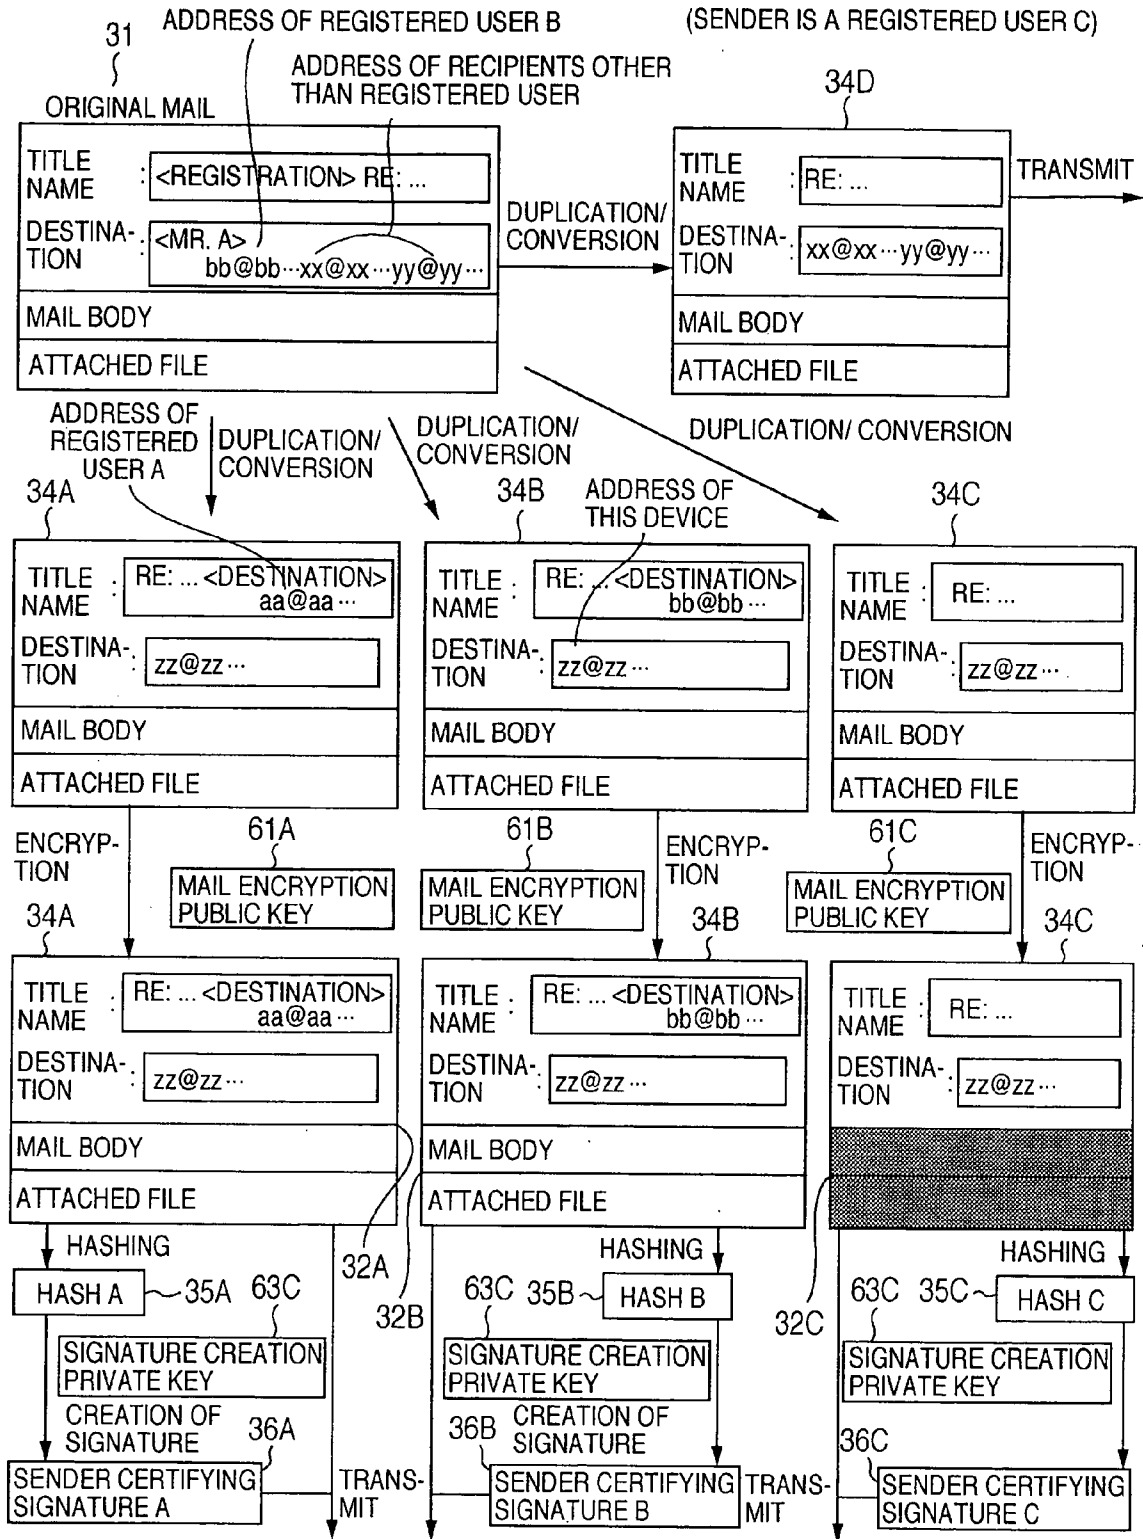 ADDRESS OF REGISTERED USER B
(SENDER IS A REGISTERED USER C)
31
ADDRESS OF RECIPIENTS OTHER
THAN REGISTERED USER
34D
ORIGINAL MAIL
TITLE
NAME
: <REGISTRATION> RE: ...
DESTINA-
TION
: <MR. A>
bb@bb···xx@xx···yy@yy···
MAIL BODY
ATTACHED FILE
DUPLICATION/
CONVERSION
TITLE
NAME
: RE: ...
DESTINA-
TION
: xx@xx···yy@yy···
MAIL BODY
ATTACHED FILE
TRANSMIT
ADDRESS OF
REGISTERED
USER A
DUPLICATION/
CONVERSION
DUPLICATION/
CONVERSION
DUPLICATION/ CONVERSION
34A
34B
ADDRESS OF
THIS DEVICE
34C
TITLE
NAME
: RE: ... <DESTINATION>
aa@aa ···
DESTINA-
TION
: zz@zz ···
MAIL BODY
ATTACHED FILE
TITLE
NAME
: RE: ... <DESTINATION>
bb@bb ···
DESTINA-
TION
: zz@zz ···
MAIL BODY
ATTACHED FILE
TITLE
NAME
: RE: ...
DESTINA-
TION
: zz@zz ···
MAIL BODY
ATTACHED FILE
ENCRYP-
TION
61A
MAIL ENCRYPTION
PUBLIC KEY
34A
61B
MAIL ENCRYPTION
PUBLIC KEY
ENCRYP-
TION
34B
61C
MAIL ENCRYPTION
PUBLIC KEY
ENCRYP-
TION
34C
TITLE
NAME
: RE: ... <DESTINATION>
aa@aa ···
DESTINA-
TION
: zz@zz ···
MAIL BODY
ATTACHED FILE
TITLE
NAME
: RE: ... <DESTINATION>
bb@bb ···
DESTINA-
TION
: zz@zz ···
MAIL BODY
ATTACHED FILE
TITLE
NAME
: RE: ...
DESTINA-
TION
: zz@zz ···
HASHING
HASH A
35A
63C
32A
32B
SIGNATURE CREATION
PRIVATE KEY
CREATION OF
SIGNATURE
36A
SENDER CERTIFYING
SIGNATURE A
TRANS-
MIT
HASHING
63C
35B
HASH B
SIGNATURE CREATION
PRIVATE KEY
36B
CREATION OF
SIGNATURE
SENDER CERTIFYING
SIGNATURE B
TRANS-
MIT
32C
HASHING
63C
35C
HASH C
SIGNATURE CREATION
PRIVATE KEY
36C
SENDER CERTIFYING
SIGNATURE C